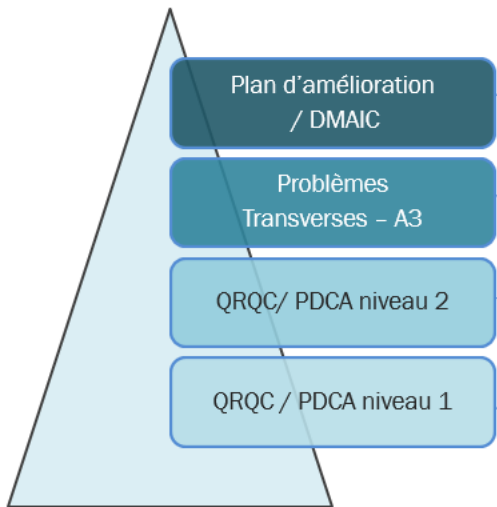 Plan d'amélioration
/ DMAIC
Problèmes
Transverses – A3
QRQC/ PDCA niveau 2
QRQC / PDCA niveau 1